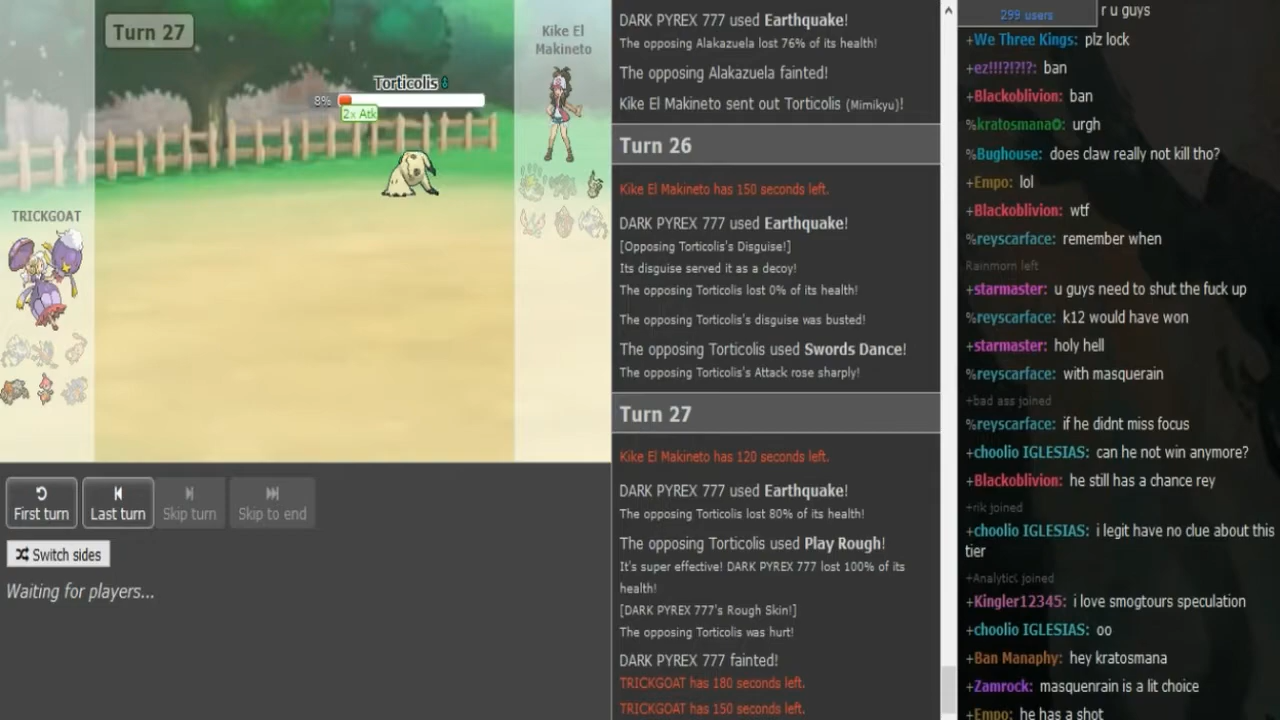 Turn 27
Kike El
Makineto
Torticolis
8%
2× Atk
TRICKGOAT
First turn
Last turn
Skip turn
Skip to end
Switch sides
Waiting for players...
DARK PYREX 777 used Earthquake!
The opposing Alakazuela lost 76% of its health!
The opposing Alakazuela fainted!
Kike El Makineto sent out Torticolis (Mimikyu)!
Turn 26
Kike El Makineto has 150 seconds left.
DARK PYREX 777 used Earthquake!
[Opposing Torticolis's Disguise!]
Its disguise served it as a decoy!
The opposing Torticolis lost 0% of its health!
The opposing Torticolis's disguise was busted!
The opposing Torticolis used Swords Dance!
The opposing Torticolis's Attack rose sharply!
Turn 27
Kike El Makineto has 120 seconds left.
DARK PYREX 777 used Earthquake!
The opposing Torticolis lost 80% of its health!
The opposing Torticolis used Play Rough!
It's super effective! DARK PYREX 777 lost 100% of its
health!
[DARK PYREX 777's Rough Skin!]
The opposing Torticolis was hurt!
DARK PYREX 777 fainted!
TRICKGOAT has 180 seconds left.
TRICKGOAT has 150 seconds left.
299 users
r u guys
+We Three Kings: plz lock
+ez!!!?!?!?: ban
+Blackoblivion: ban
%kratosmana✪: urgh
%Bughouse: does claw really not kill tho?
+Empo: lol
+Blackoblivion: wtf
%reyscarface: remember when
Rainmorn left
+starmaster: u guys need to shut the fuck up
%reyscarface: k12 would have won
+starmaster: holy hell
%reyscarface: with masquerain
+bad ass joined
%reyscarface: if he didnt miss focus
+choolio IGLESIAS: can he not win anymore?
+Blackoblivion: he still has a chance rey
+rik joined
+choolio IGLESIAS: i legit have no clue about this
tier
+Analytic\ joined
+Kingler12345: i love smogtours speculation
+choolio IGLESIAS: oo
+Ban Manaphy: hey kratosmana
+Zamrock: masquenrain is a lit choice
+Empo: he has a shot